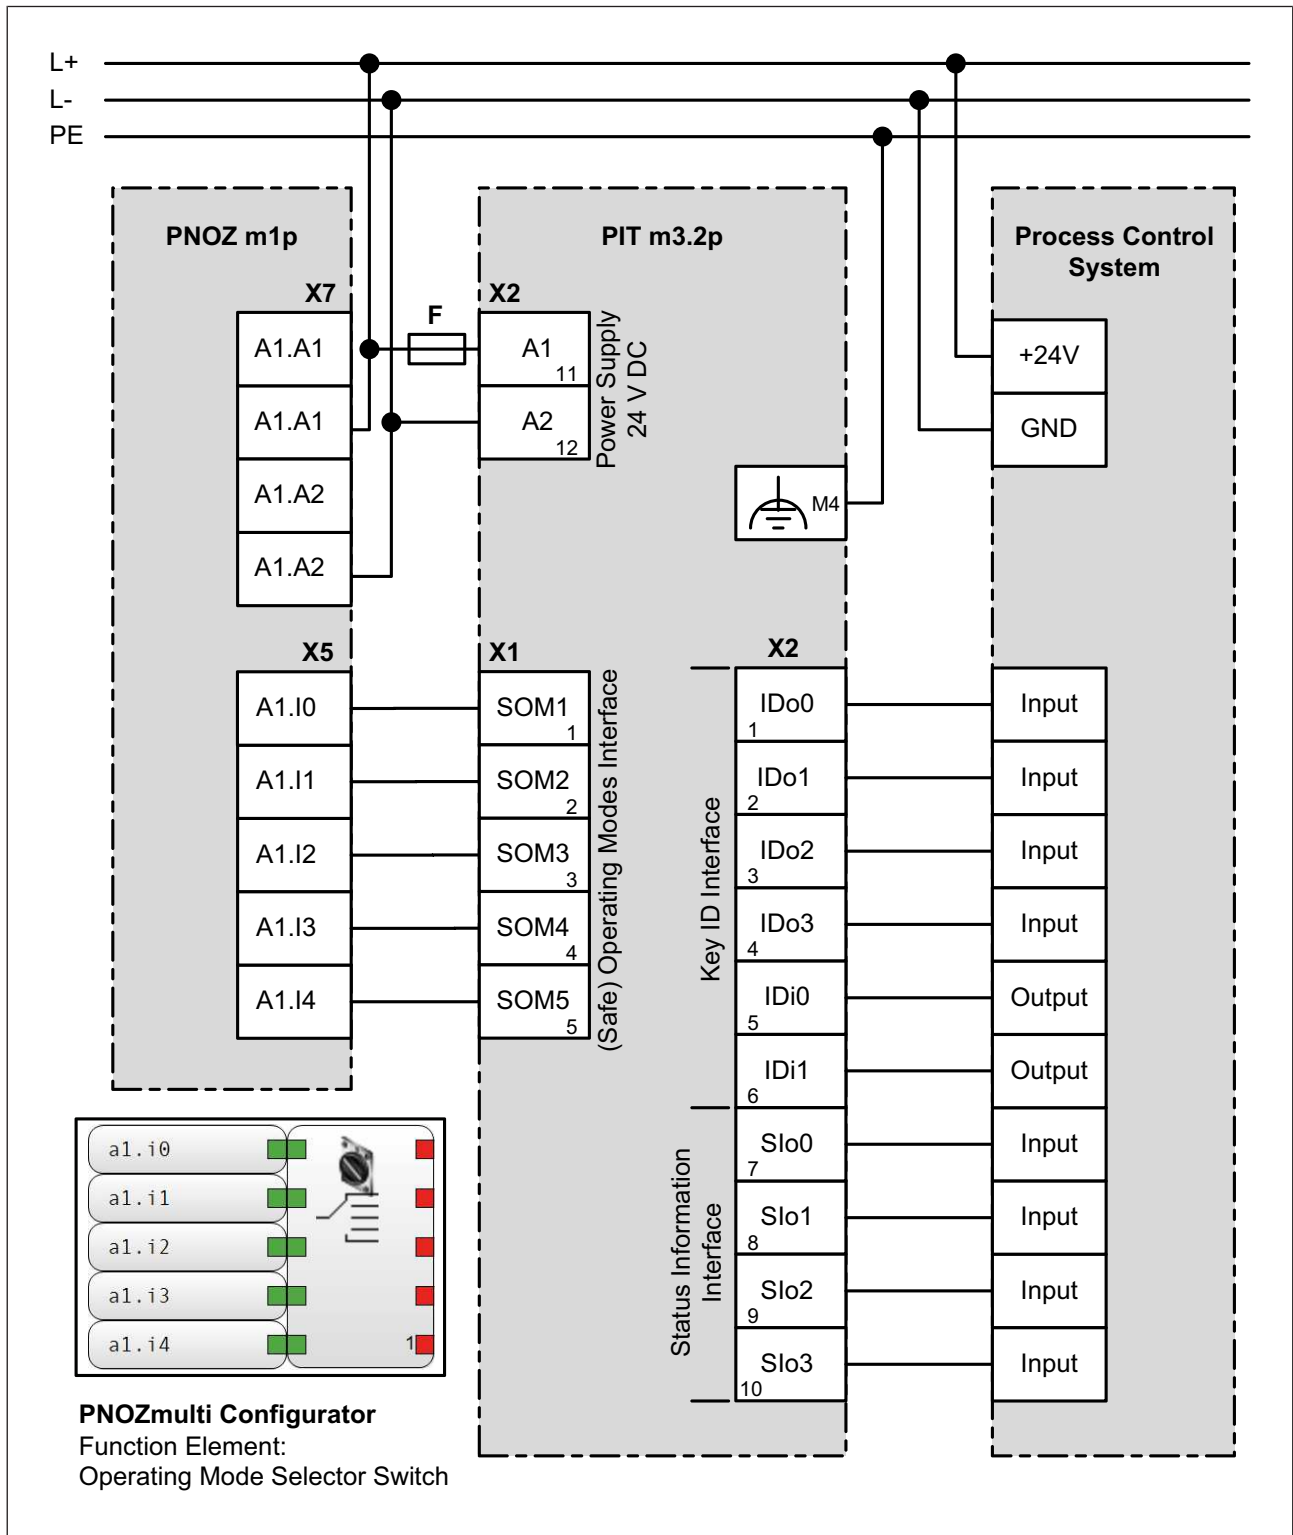 L+
L-
PE
PNOZ m1p
PIT m3.2p
Process Control
System
X7
A1.A1
A1.A1
A1.A2
A1.A2
F
X2
A1
11
A2
12
Power Supply
24 V DC
M4
+24V
GND
X5
A1.I0
A1.I1
A1.I2
A1.I3
A1.I4
X1
SOM1
1
SOM2
2
SOM3
3
SOM4
4
SOM5
5
(Safe) Operating Modes Interface
X2
Key ID Interface
IDo0
1
IDo1
2
IDo2
3
IDo3
4
IDi0
5
IDi1
6
Status Information
Interface
SIo0
7
SIo1
8
SIo2
9
SIo3
10
Input
Input
Input
Input
Output
Output
Input
Input
Input
Input
a1.i0
a1.i1
a1.i2
a1.i3
a1.i4
1
PNOZmulti Configurator
Function Element:
Operating Mode Selector Switch